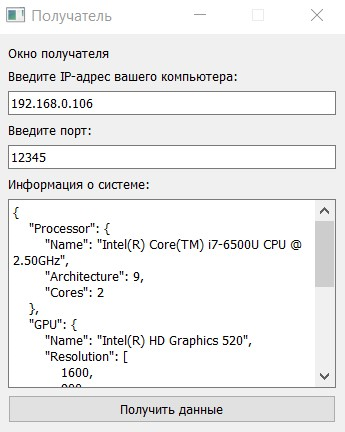 Получатель
Окно получателя
Введите IP-адрес вашего компьютера:
192.168.0.106
Введите порт:
12345
Информация о системе:
{
"Processor": {
"Name": "Intel(R) Core(TM) i7-6500U CPU @
2.50GHz",
"Architecture": 9,
"Cores": 2
},
"GPU": {
"Name": "Intel(R) HD Graphics 520",
"Resolution": [
1600,
Получить данные